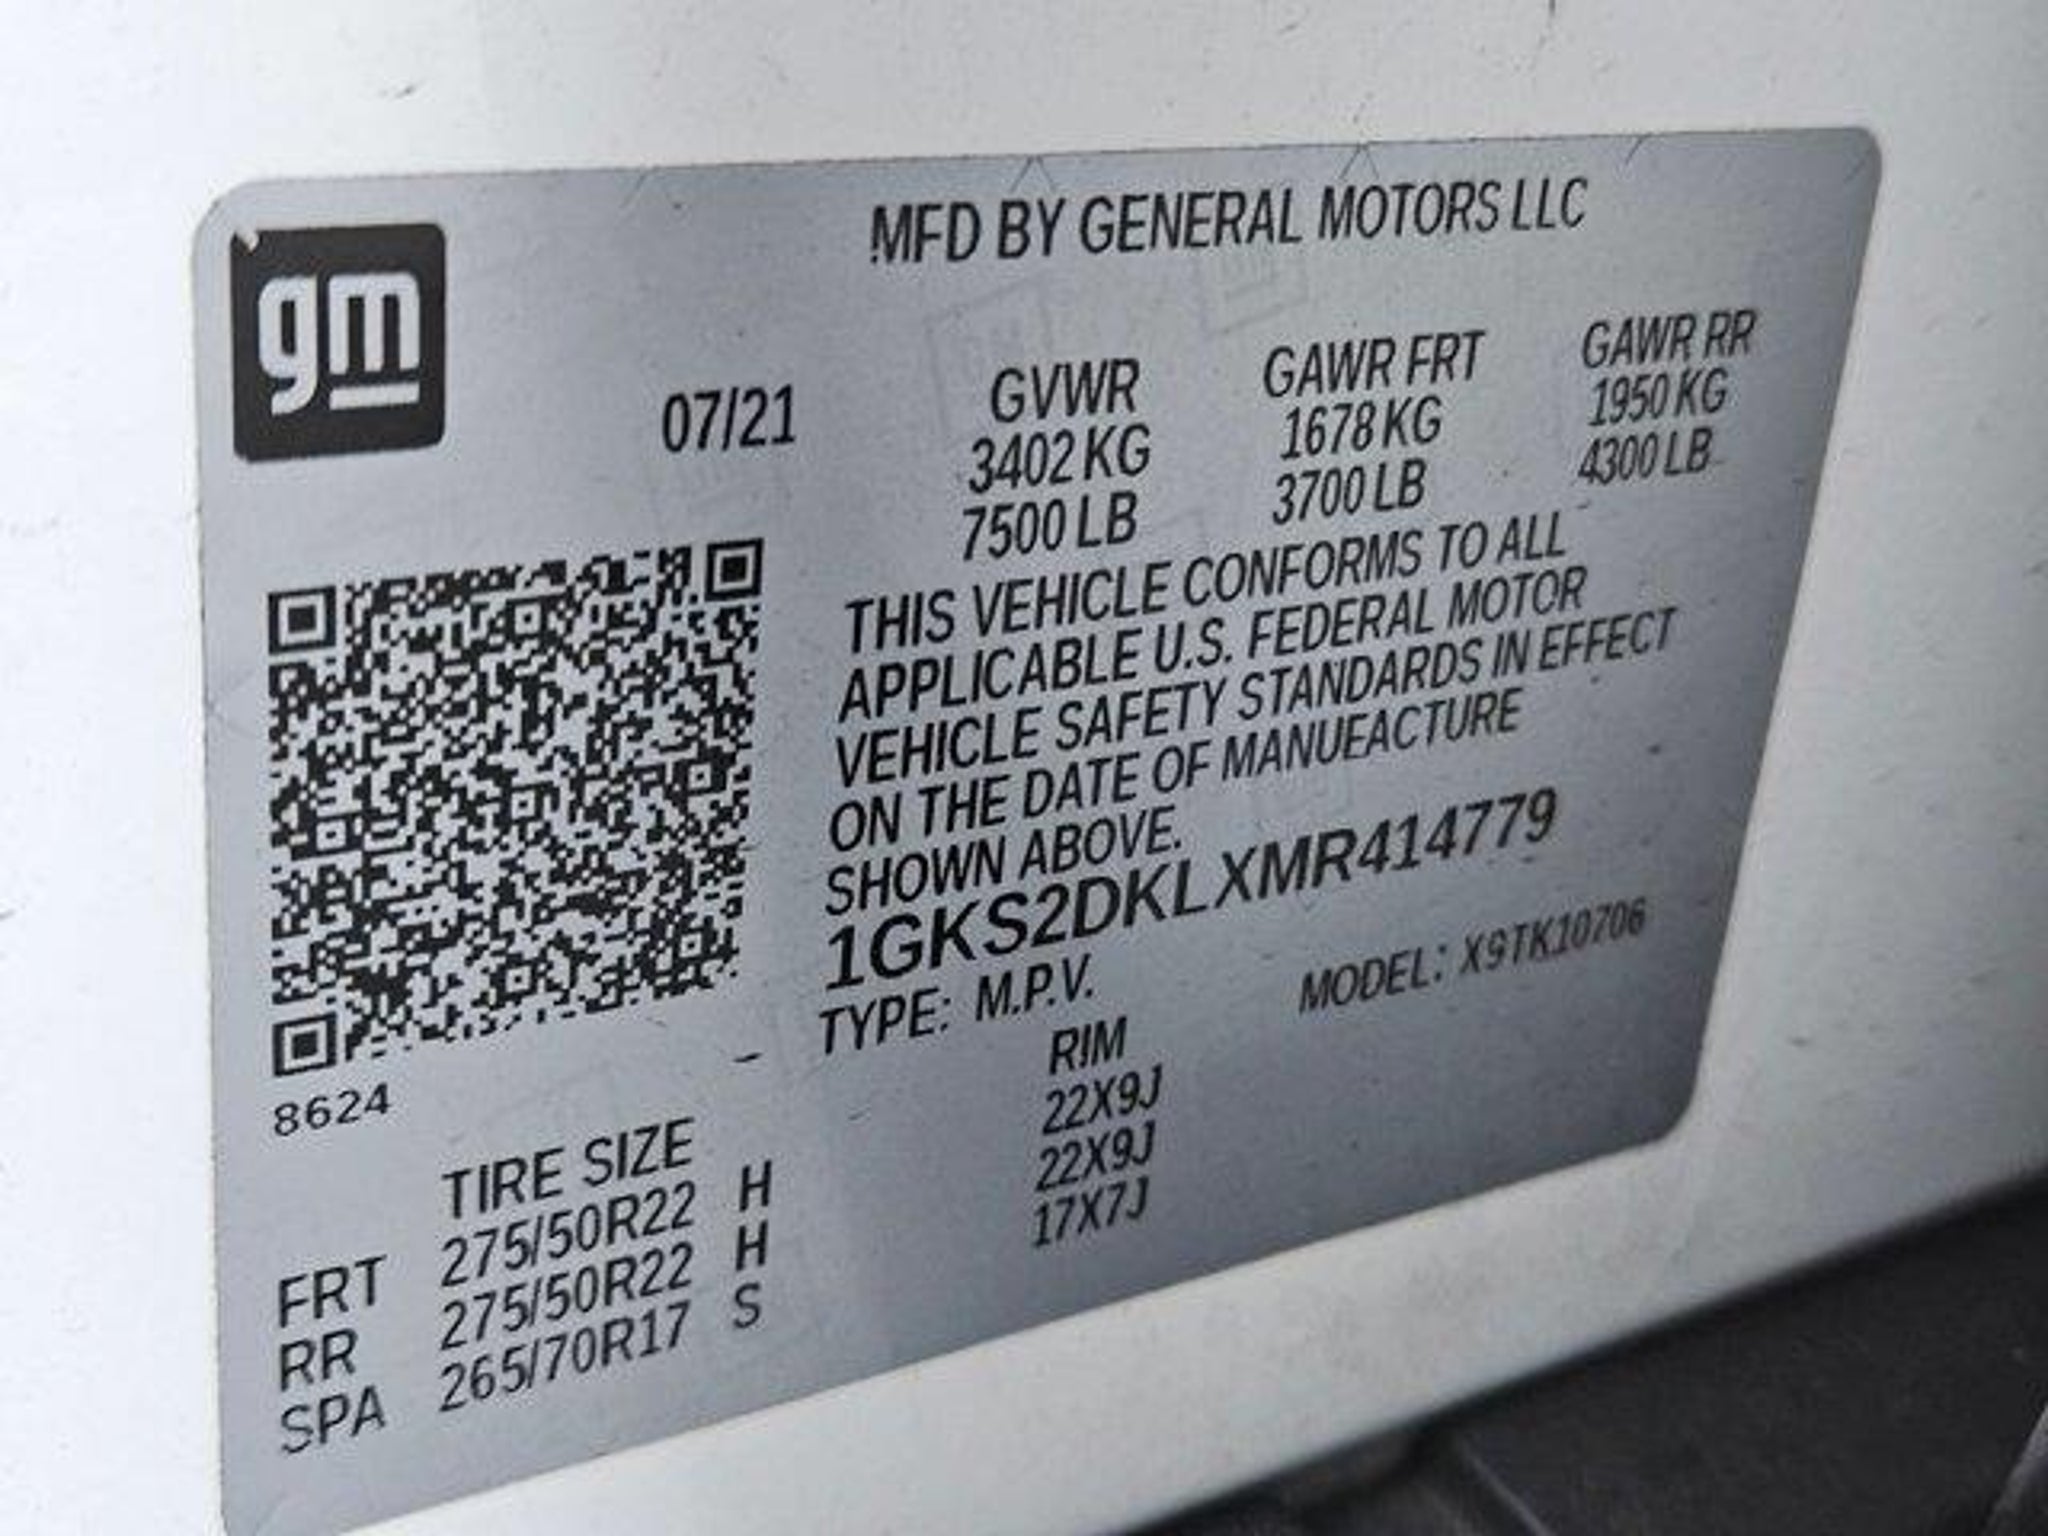 gm
MFD BY GENERAL MOTORS LLC
07/21
GVWR GAWR FRT GAWR RR
3402 KG 1678 KG 1950 KG
7500 LB 3700 LB 4300 LB
THIS VEHICLE CONFORMS TO ALL
APPLICABLE U.S. FEDERAL MOTOR
VEHICLE SAFETY STANDARDS IN EFFECT
ON THE DATE OF MANUFACTURE
SHOWN ABOVE.
1GKS2DKLXMR414779
TYPE: M.P.V. MODEL: X9TK10706
8624
TIRE SIZE RIM
FRT 275/50R22 H 22X9J
RR 275/50R22 H 22X9J
SPA 265/70R17 S 17X7J